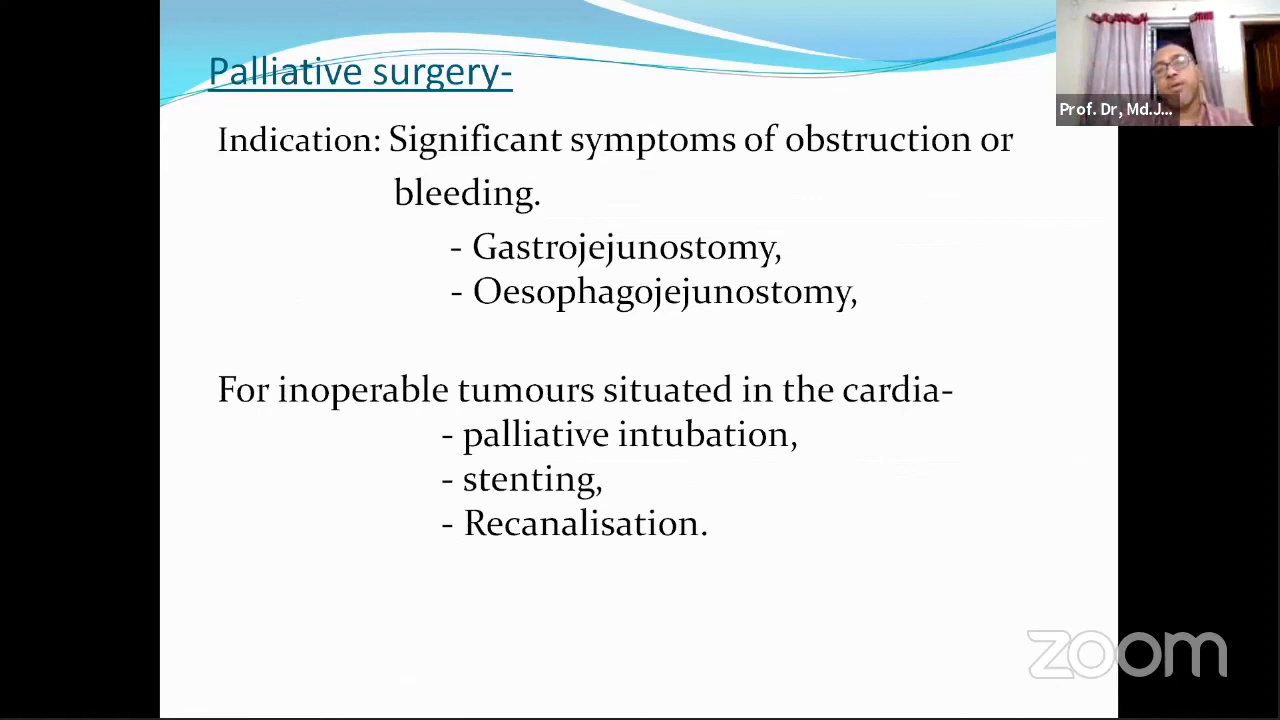 Palliative surgery-
Prof. Dr, Md.J...
Indication: Significant symptoms of obstruction or
bleeding.
- Gastrojejunostomy,
- Oesophagojejunostomy,
For inoperable tumours situated in the cardia-
- palliative intubation,
- stenting,
- Recanalisation.
zoom